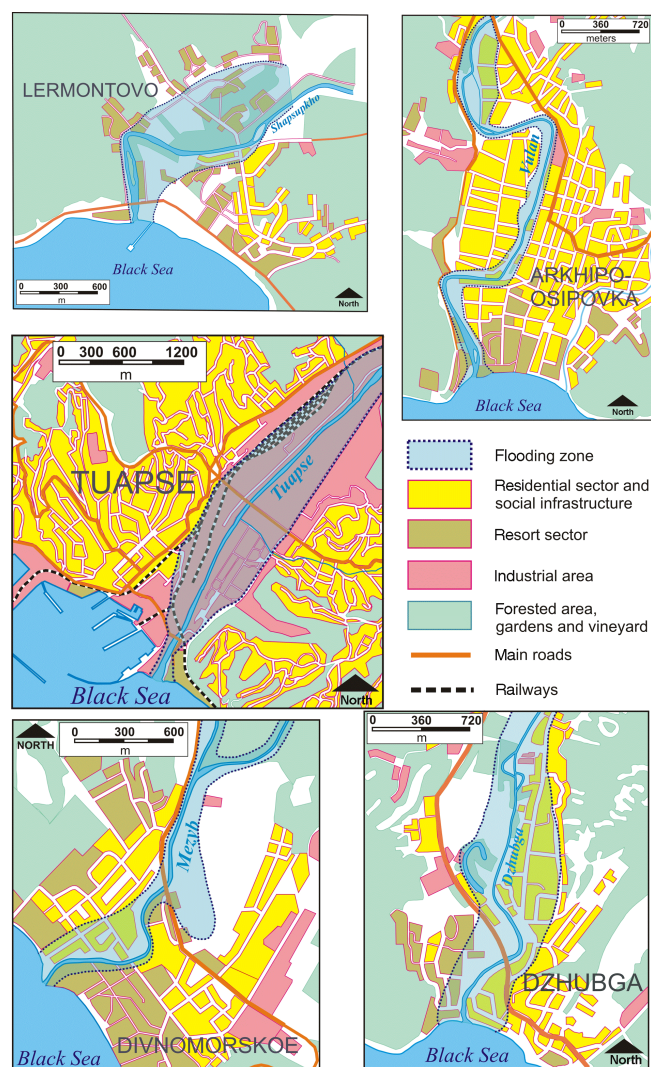 LERMONTOVO
Shapsupkho
Black Sea
0 300 600
m
North
0 360 720
meters
Vulan
ARKHIPO-
OSIPOVKA
Black Sea
North
0 300 600 1200
m
TUAPSE
Tuapse
Black Sea
North
Flooding zone
Residential sector and
social infrastructure
Resort sector
Industrial area
Forested area,
gardens and vineyard
Main roads
Railways
NORTH
0 300 600
m
Mezyb
DIVNOMORSKOE
Black Sea
0 360 720
m
Dzhubga
DZHUBGA
Black Sea
North